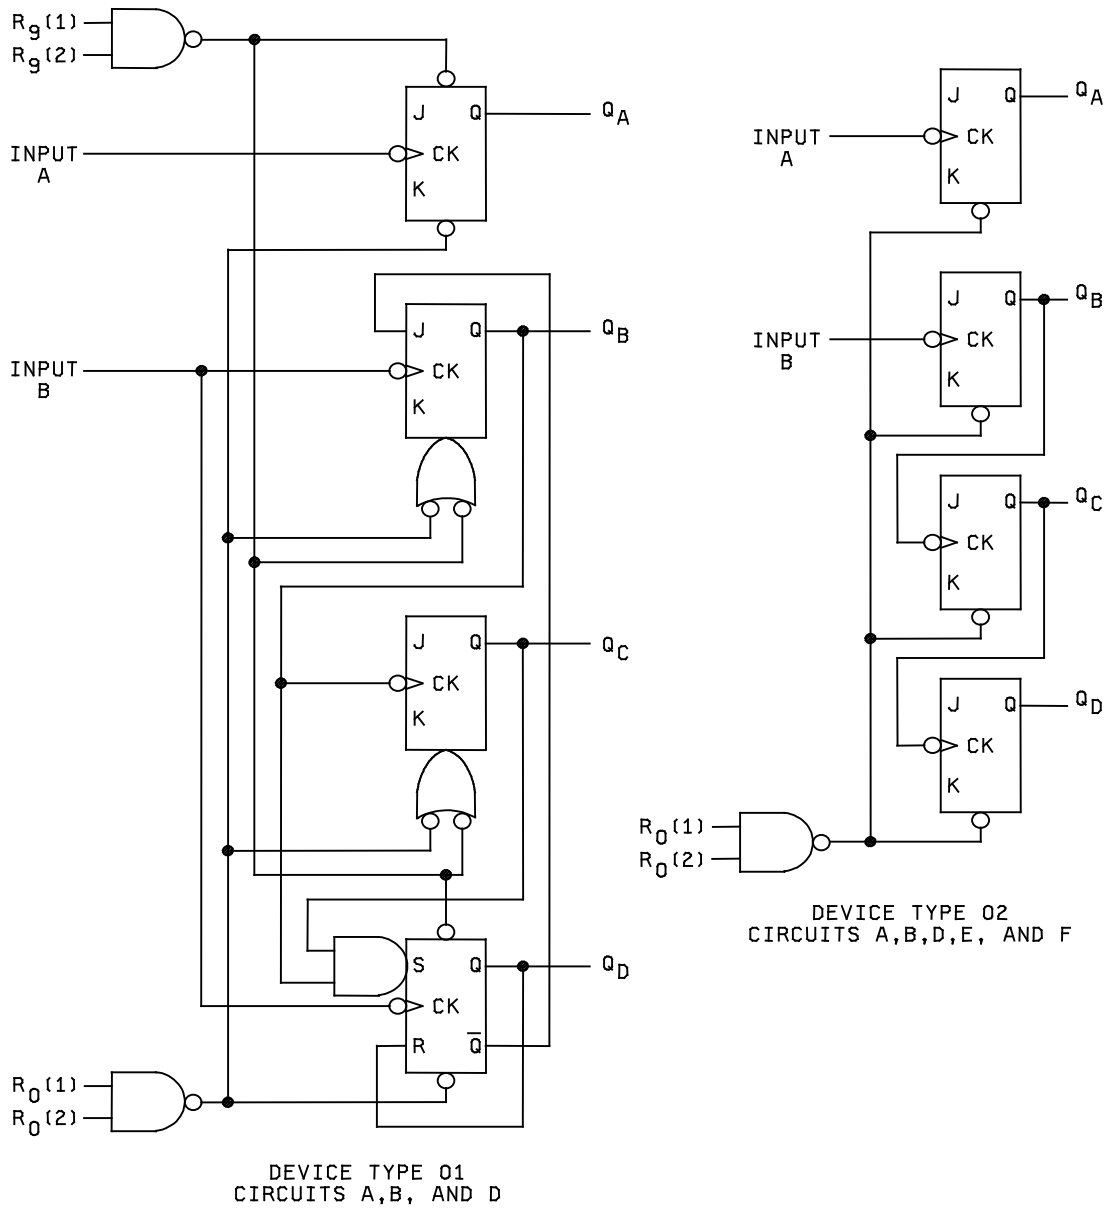 R9(1)
R9(2)
J Q QA
INPUT A
CK
K
J Q QB
INPUT B
CK
K
J Q QC
CK
K
S Q QD
CK
R Q̅
R0(1)
R0(2)
DEVICE TYPE 01
CIRCUITS A,B, AND D
J Q QA
INPUT A
CK
K
J Q QB
INPUT B
CK
K
J Q QC
CK
K
J Q QD
CK
K
R0(1)
R0(2)
DEVICE TYPE 02
CIRCUITS A,B,D,E, AND F